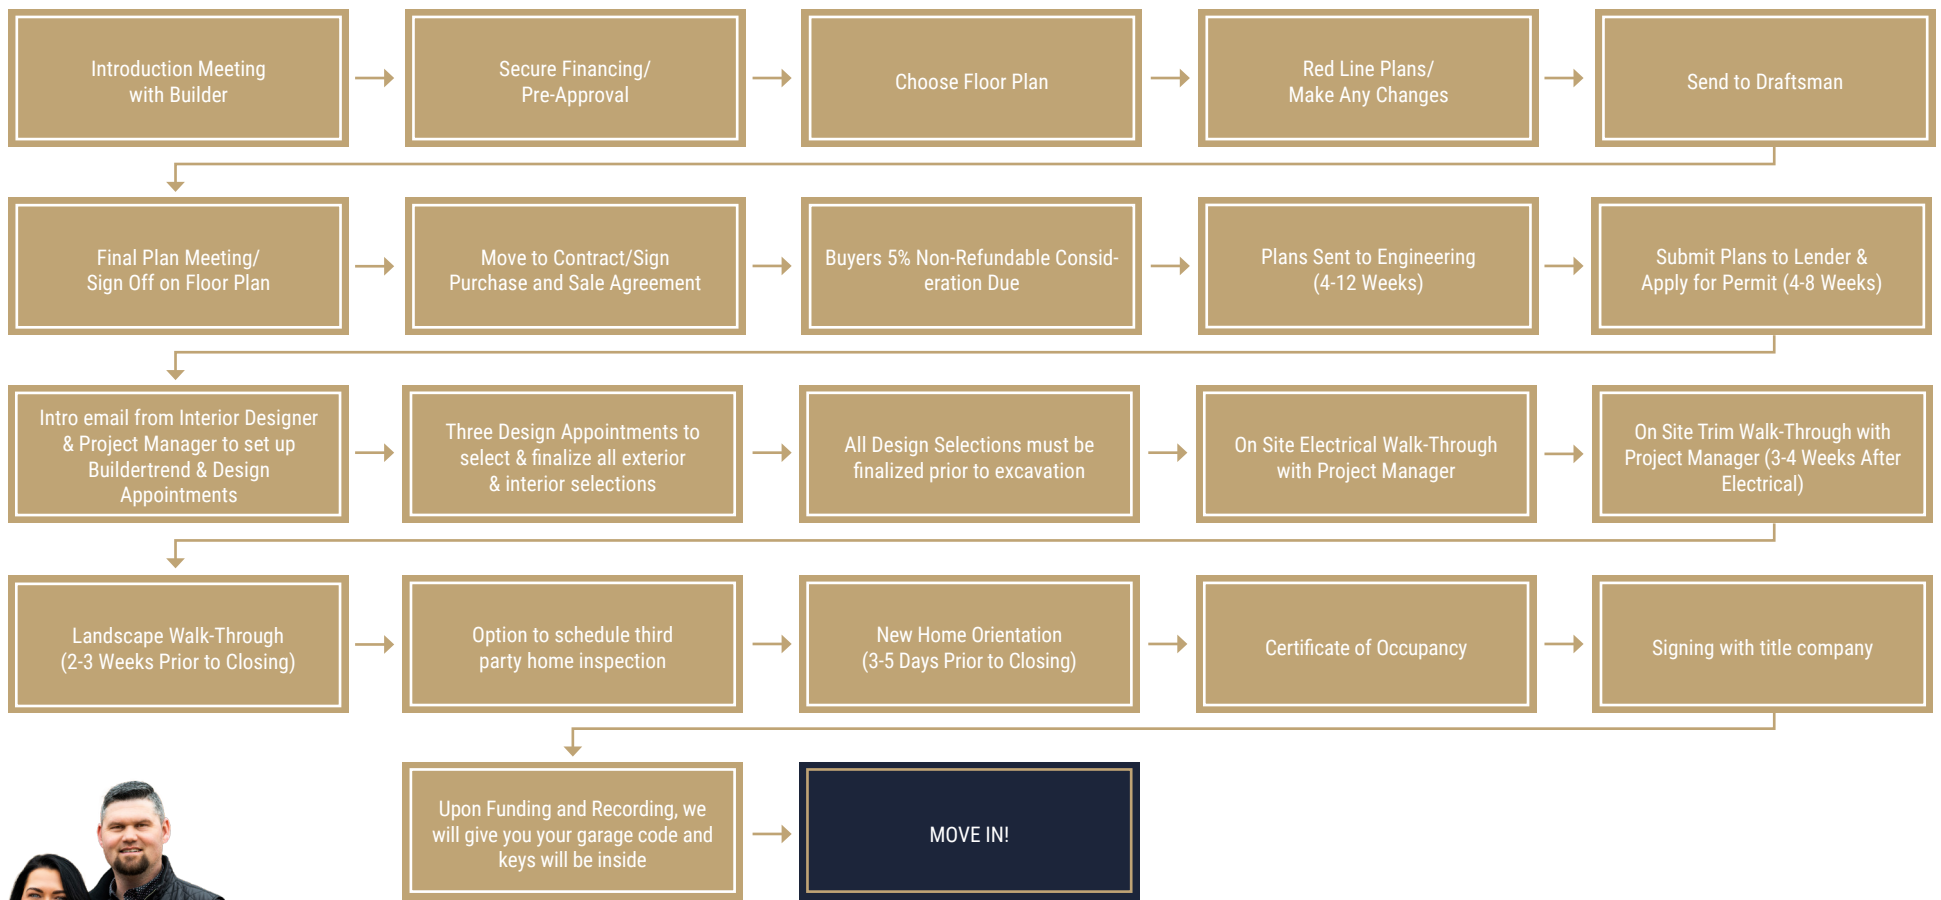 Introduction Meeting
with Builder
Secure Financing/
Pre-Approval
Choose Floor Plan
Red Line Plans/
Make Any Changes
Send to Draftsman
Final Plan Meeting/
Sign Off on Floor Plan
Move to Contract/Sign
Purchase and Sale Agreement
Buyers 5% Non-Refundable Consid-
eration Due
Plans Sent to Engineering
(4-12 Weeks)
Submit Plans to Lender &
Apply for Permit (4-8 Weeks)
Intro email from Interior Designer
& Project Manager to set up
Buildertrend & Design
Appointments
Three Design Appointments to
select & finalize all exterior
& interior selections
All Design Selections must be
finalized prior to excavation
On Site Electrical Walk-Through
with Project Manager
On Site Trim Walk-Through with
Project Manager (3-4 Weeks After
Electrical)
Landscape Walk-Through
(2-3 Weeks Prior to Closing)
Option to schedule third
party home inspection
New Home Orientation
(3-5 Days Prior to Closing)
Certificate of Occupancy
Signing with title company
Upon Funding and Recording, we
will give you your garage code and
keys will be inside
MOVE IN!